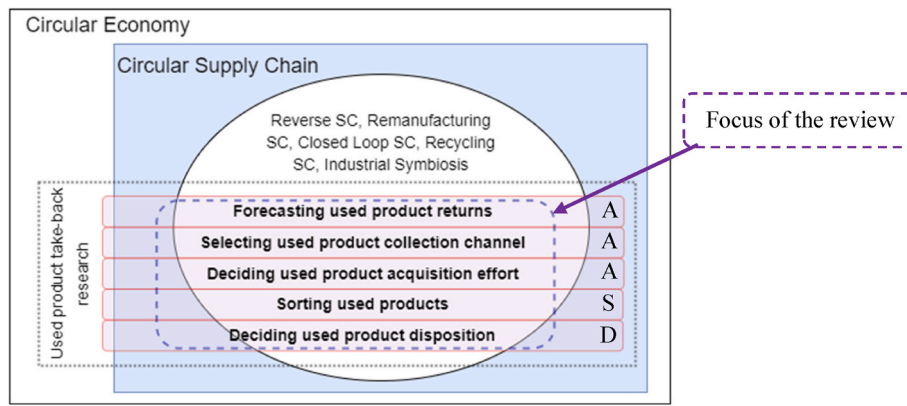 Circular Economy
Circular Supply Chain
Reverse SC, Remanufacturing
SC, Closed Loop SC, Recycling
SC, Industrial Symbiosis
Focus of the review
Used product take-back
research
Forecasting used product returns A
Selecting used product collection channel A
Deciding used product acquisition effort A
Sorting used products S
Deciding used product disposition D